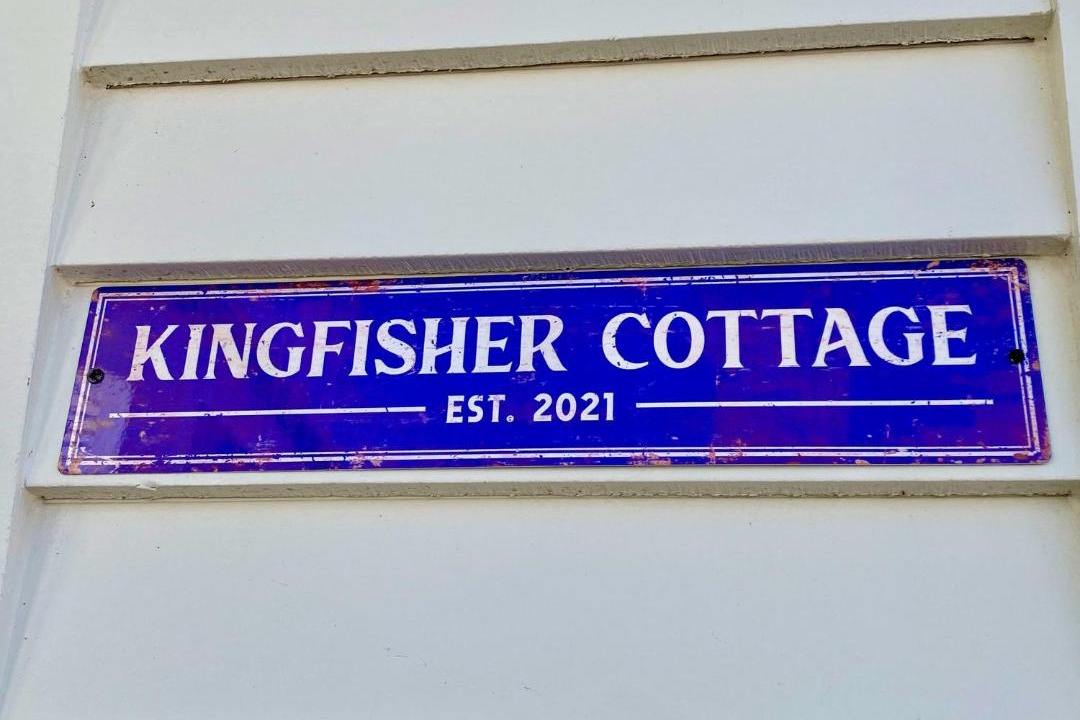 KINGFISHER COTTAGE
EST. 2021